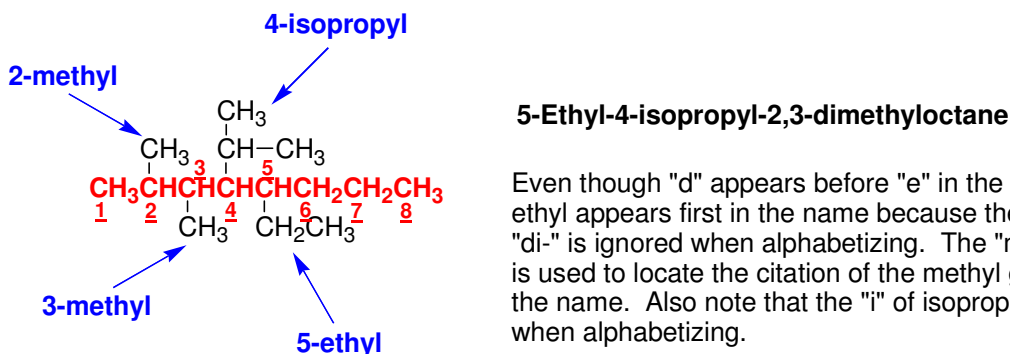 4-isopropyl
2-methyl
CH₃
CH₃ CH–CH₃
3 5
CH₃CHCHCHCHCH₂CH₂CH₃
1 2 4 6 7 8
CH₃ CH₂CH₃
3-methyl
5-ethyl
5-Ethyl-4-isopropyl-2,3-dimethyloctane
Even though "d" appears before "e" in the
ethyl appears first in the name because
"di-" is ignored when alphabetizing. The
is used to locate the citation of the methyl
the name. Also note that the "i" of
when alphabetizing.